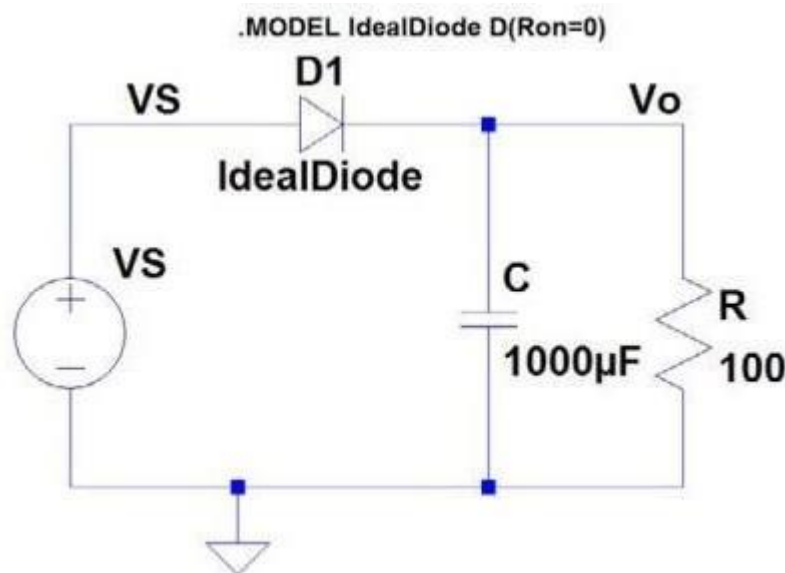 .MODEL IdealDiode D(Ron=0)
D1
VS
Vo
IdealDiode
VS
C
R
1000µF
100